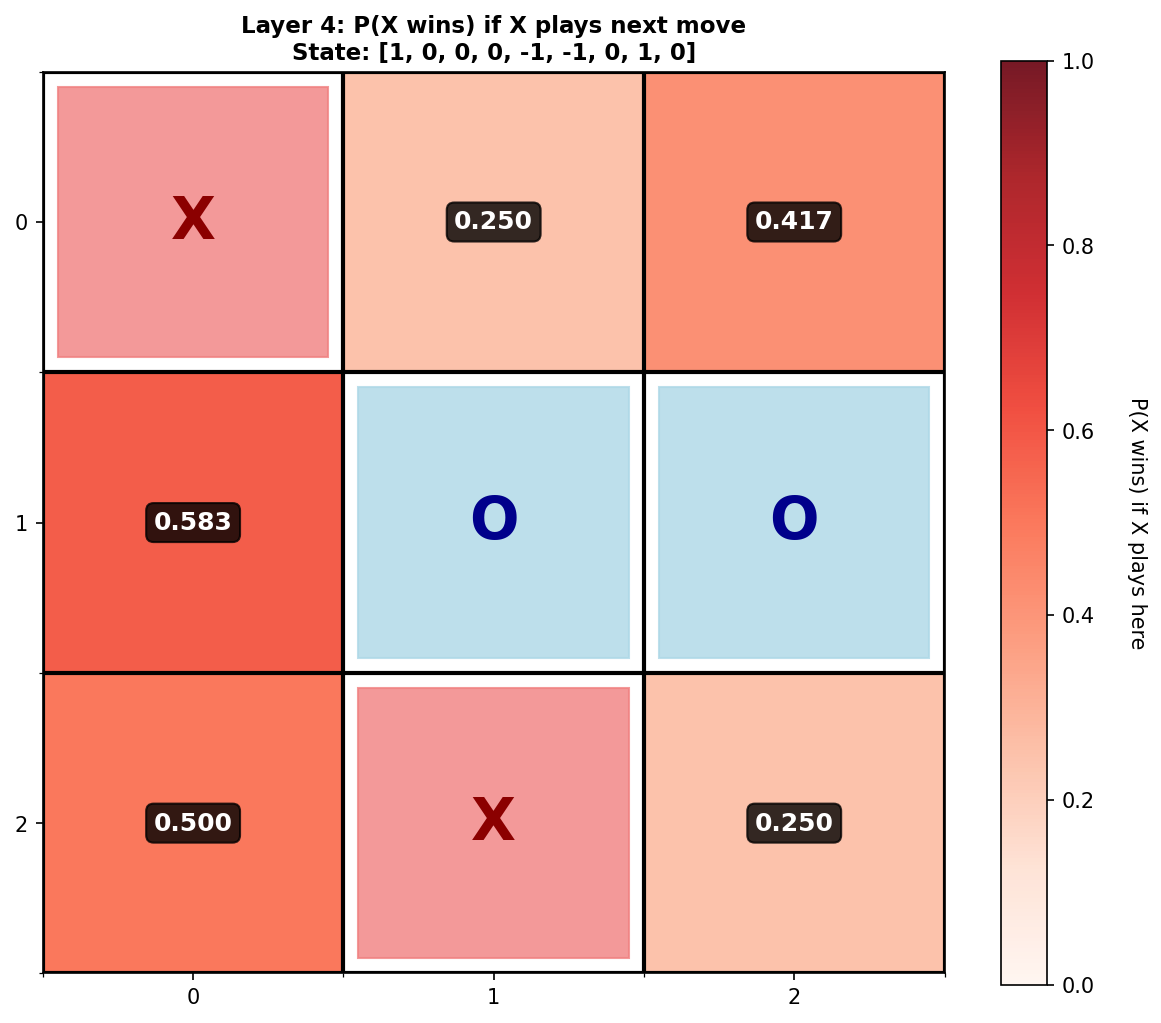 Layer 4: P(X wins) if X plays next move
State: [1, 0, 0, 0, -1, -1, 0, 1, 0]
0
X
0.250
0.417
1
0.583
O
O
2
0.500
X
0.250
0
1
2
1.0
0.8
0.6
0.4
0.2
0.0
P(X wins) if X plays here